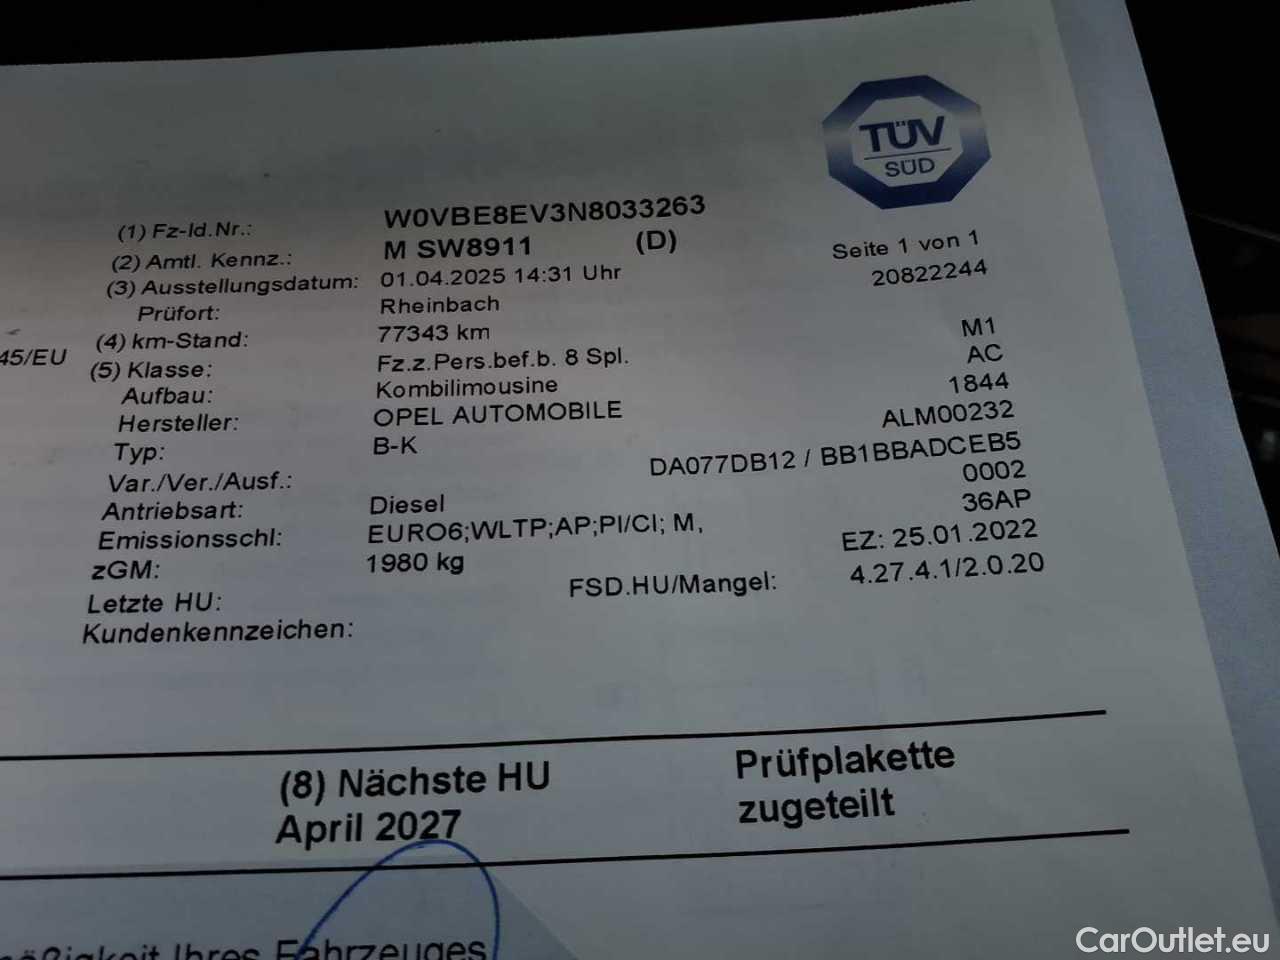 TÜV
SÜD
(1) Fz-Id.Nr.: W0VBE8EV3N8033263
(2) Amtl. Kennz.: M SW8911 (D) Seite 1 von 1
(3) Ausstellungsdatum: 01.04.2025 14:31 Uhr 20822244
Prüfort: Rheinbach
(4) km-Stand: 77343 km
45/EU (5) Klasse: Fz.z.Pers.bef.b. 8 Spl. M1
Aufbau: Kombilimousine AC
Hersteller: OPEL AUTOMOBILE 1844
Typ: B-K ALM00232
Var./Ver./Ausf.: DA077DB12 / BB1BBADCEB5
Antriebsart: Diesel 0002
Emissionsschl: EURO6;WLTP;AP;PI/CI; M, 36AP
zGM: 1980 kg EZ: 25.01.2022
Letzte HU: FSD.HU/Mangel: 4.27.4.1/2.0.20
Kundenkennzeichen:
(8) Nächste HU Prüfplakette
April 2027 zugeteilt
Ihres Fahrzeuges
CarOutlet.eu